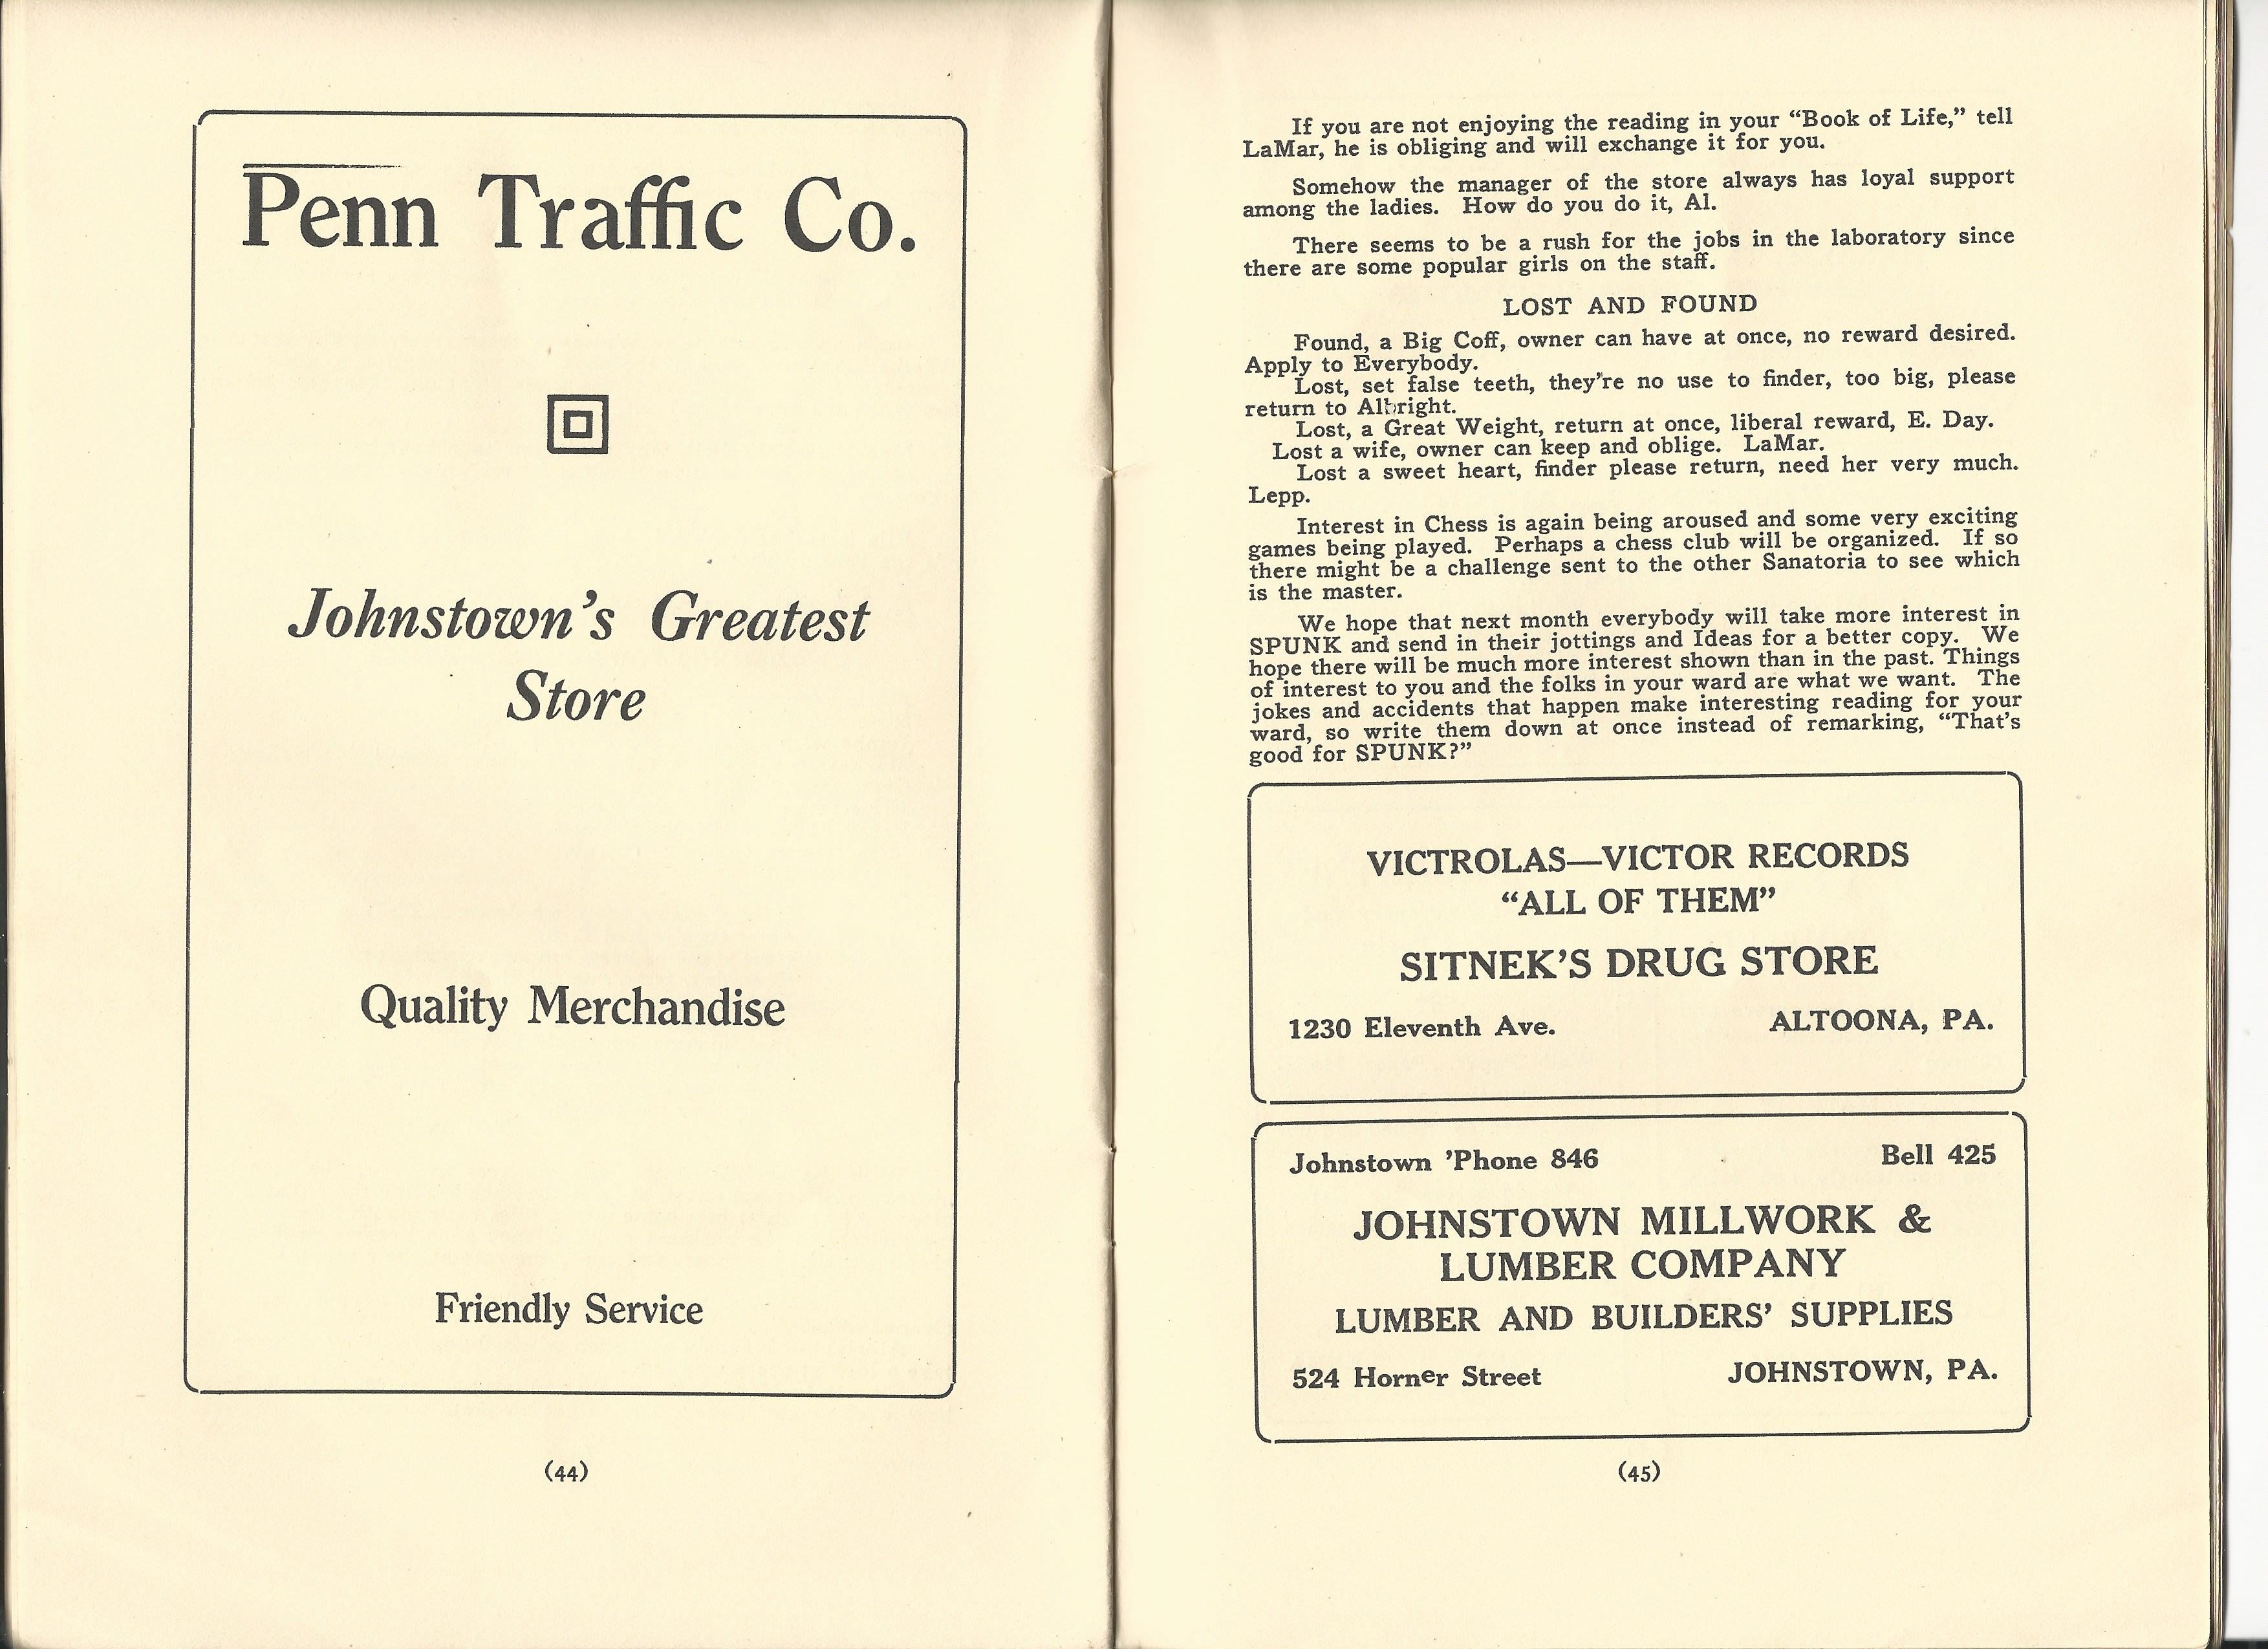 Penn Traffic Co.
Johnstown's Greatest
Store
Quality Merchandise
Friendly Service
(44)
If you are not enjoying the reading in your “Book of Life,” tell
LaMar, he is obliging and will exchange it for you.
Somehow the manager of the store always has loyal support
among the ladies. How do you do it, Al.
There seems to be a rush for the jobs in the laboratory since
there are some popular girls on the staff.
LOST AND FOUND
Found, a Big Coff, owner can have at once, no reward desired.
Apply to Everybody.
Lost, set false teeth, they're no use to finder, too big, please
return to Albright.
Lost, a Great Weight, return at once, liberal reward, E. Day.
Lost a wife, owner can keep and oblige. LaMar.
Lost a sweet heart, finder please return, need her very much.
Lepp.
Interest in Chess is again being aroused and some very exciting
games being played. Perhaps a chess club will be organized. If so
there might be a challenge sent to the other Sanatoria to see which
is the master.
We hope that next month everybody will take more interest in
SPUNK and send in their jottings and Ideas for a better copy. We
hope there will be much more interest shown than in the past. Things
of interest to you and the folks in your ward are what we want. The
jokes and accidents that happen make interesting reading for your
ward, so write them down at once instead of remarking, “That's
good for SPUNK?”
VICTROLAS—VICTOR RECORDS
“ALL OF THEM”
SITNEK'S DRUG STORE
1230 Eleventh Ave. ALTOONA, PA.
Johnstown 'Phone 846 Bell 425
JOHNSTOWN MILLWORK &
LUMBER COMPANY
LUMBER AND BUILDERS' SUPPLIES
524 Horner Street JOHNSTOWN, PA.
(45)